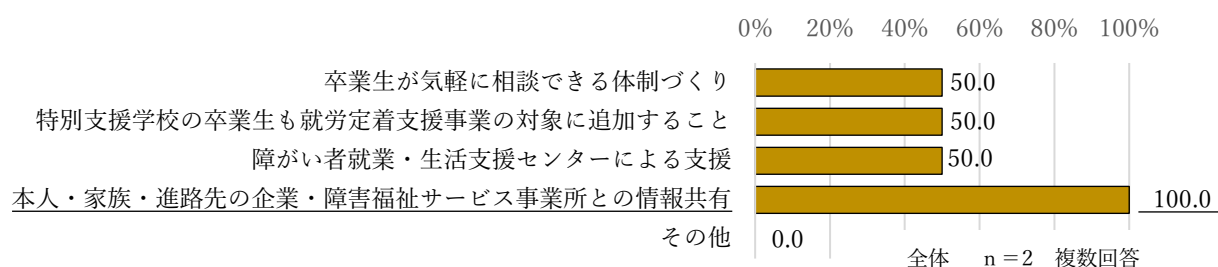 0% 20% 40% 60% 80% 100%
卒業生が気軽に相談できる体制づくり 50.0
特別支援学校の卒業生も就労定着支援事業の対象に追加すること 50.0
障がい者就業・生活支援センターによる支援 50.0
本人・家族・進路先の企業・障害福祉サービス事業所との情報共有 100.0
その他 0.0
全体 n＝2 複数回答